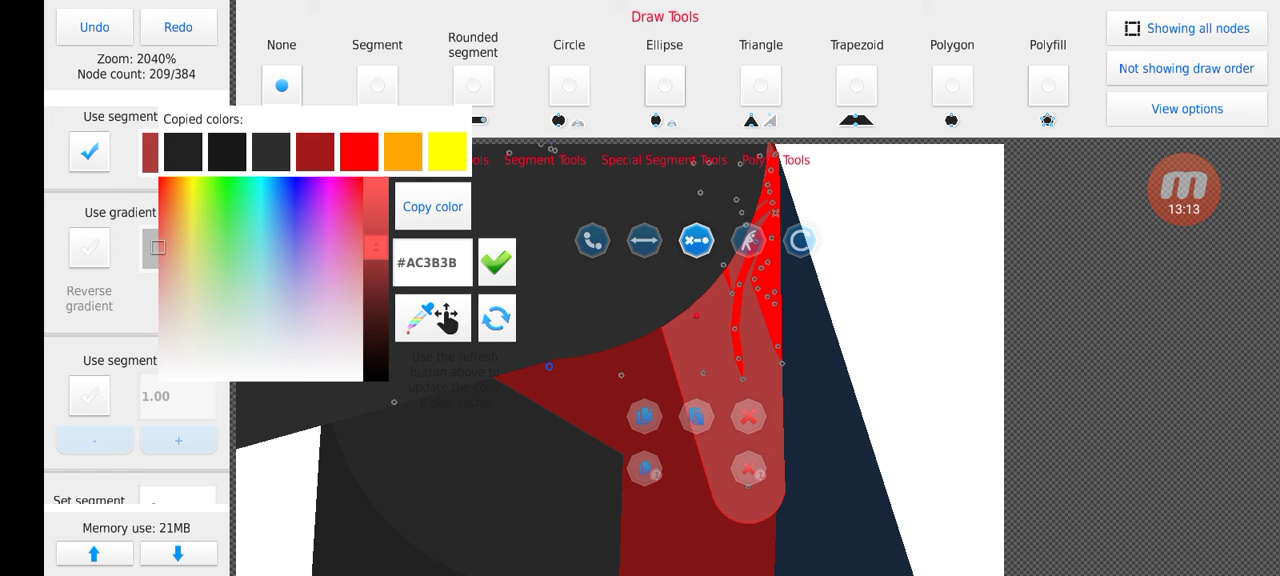 Undo
Redo
Zoom: 2040%
Node count: 209/384
Draw Tools
None
Segment
Rounded segment
Circle
Ellipse
Triangle
Trapezoid
Polygon
Polyfill
Showing all nodes
Not showing draw order
View options
Use segment
Copied colors:
Segment Tools
Special Segment Tools
Tools
Use gradient
Copy color
#AC3B3B
13:13
Reverse gradient
Use segment
1.00
Use the refresh
button above to
update the color
- +
Set segment
Memory use: 21MB